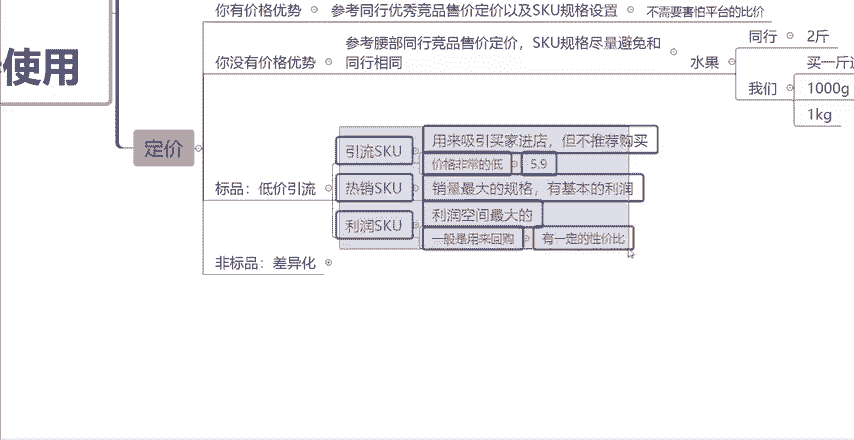 使用
定价
你有价格优势
参考同行优秀竞品售价定价以及SKU规格设置
不需要害怕平台的比价
你没有价格优势
参考腰部同行竞品售价定价，SKU规格尽量避免和
同行相同
水果
同行
2斤
我们
买一斤
1000g
1kg
标品：低价引流
引流SKU
用来吸引买家进店，但不推荐购买
价格非常的低
5.9
热销SKU
销量最大的规格，有基本的利润
利润SKU
利润空间最大的
一般是用来回购
有一定的性价比
非标品：差异化